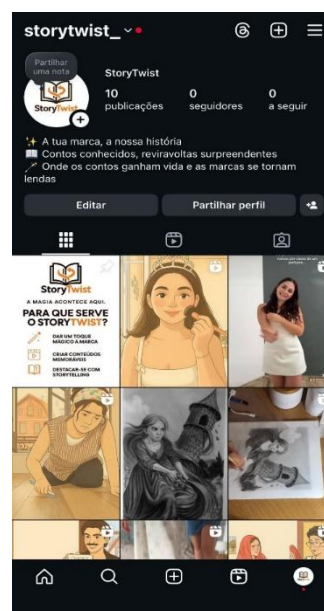 storytwist_
Partilhar
uma nota
StoryTwist
StoryTwist
10
publicações
0
seguidores
0
a seguir
A tua marca, a nossa história
Contos conhecidos, reviravoltas surpreendentes
Onde os contos ganham vida e as marcas se tornam
lendas
Editar
Partilhar perfil
StoryTwist
A MAGIA ACONTECE AQUI.
PARA QUE SERVE
O STORYTWIST?
DAR UM TOQUE
MÁGICO À MARCA
CRIAR CONTEÚDOS
MEMORÁVEIS
DESTACAR-SE COM
STORYTELLING